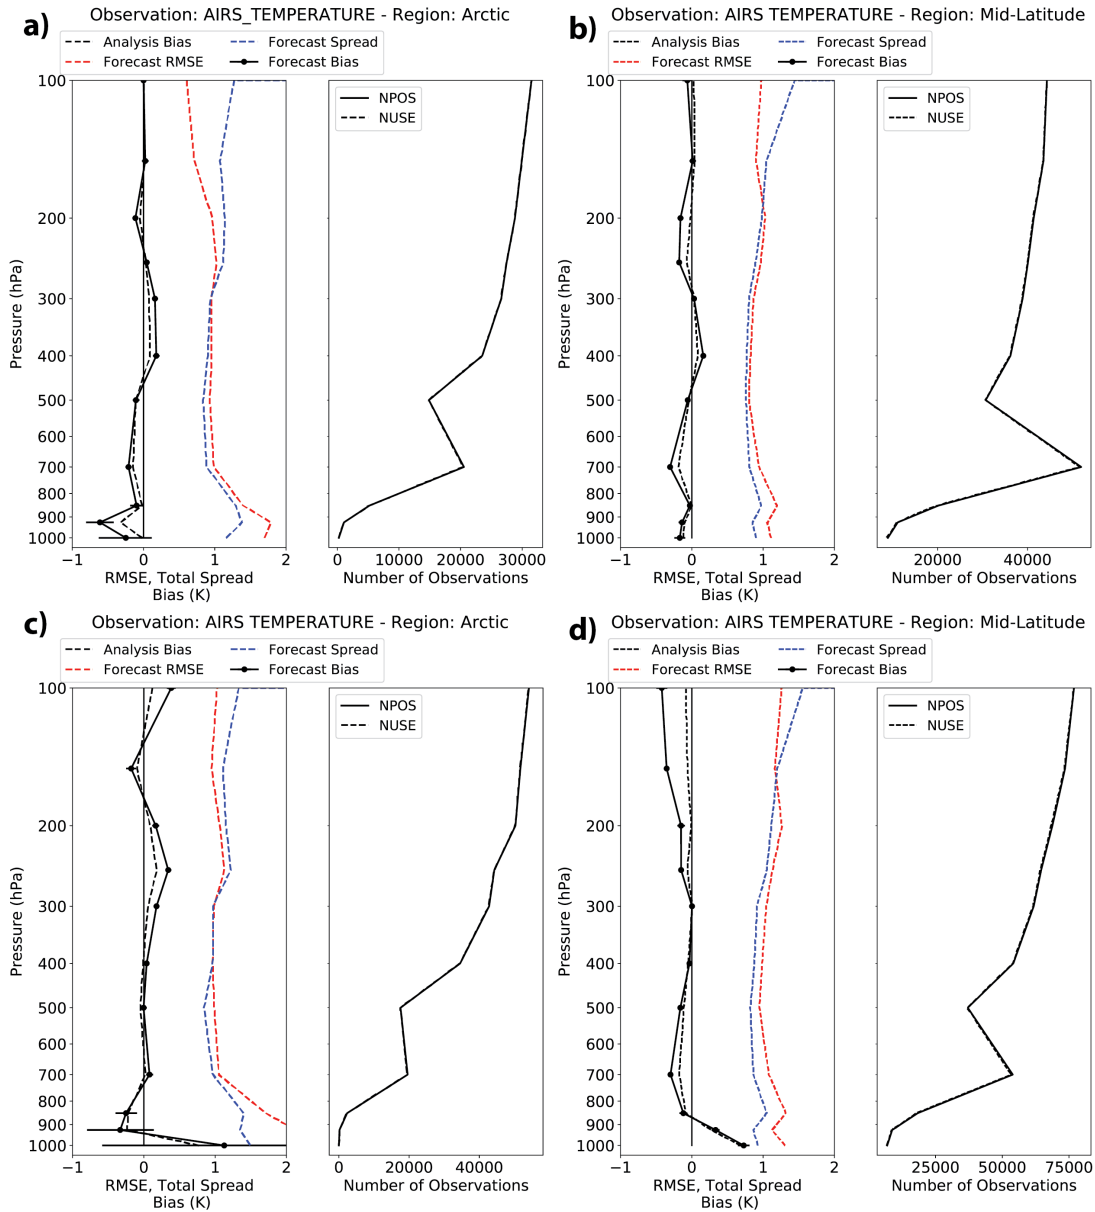 a)
Observation: AIRS_TEMPERATURE - Region: Arctic
Analysis Bias
Forecast RMSE
Forecast Spread
Forecast Bias
100
200
300
400
500
600
700
800
900
1000
Pressure (hPa)
−1
0
1
2
RMSE, Total Spread
Bias (K)
NPOS
NUSE
0
10000
20000
30000
Number of Observations
b)
Observation: AIRS TEMPERATURE - Region: Mid-Latitude
Analysis Bias
Forecast RMSE
Forecast Spread
Forecast Bias
100
200
300
400
500
600
700
800
900
1000
Pressure (hPa)
−1
0
1
2
RMSE, Total Spread
Bias (K)
NPOS
NUSE
20000
40000
Number of Observations
c)
Observation: AIRS TEMPERATURE - Region: Arctic
Analysis Bias
Forecast RMSE
Forecast Spread
Forecast Bias
100
200
300
400
500
600
700
800
900
1000
Pressure (hPa)
−1
0
1
2
RMSE, Total Spread
Bias (K)
NPOS
NUSE
0
20000
40000
Number of Observations
d)
Observation: AIRS TEMPERATURE - Region: Mid-Latitude
Analysis Bias
Forecast RMSE
Forecast Spread
Forecast Bias
100
200
300
400
500
600
700
800
900
1000
Pressure (hPa)
−1
0
1
2
RMSE, Total Spread
Bias (K)
NPOS
NUSE
25000
50000
75000
Number of Observations